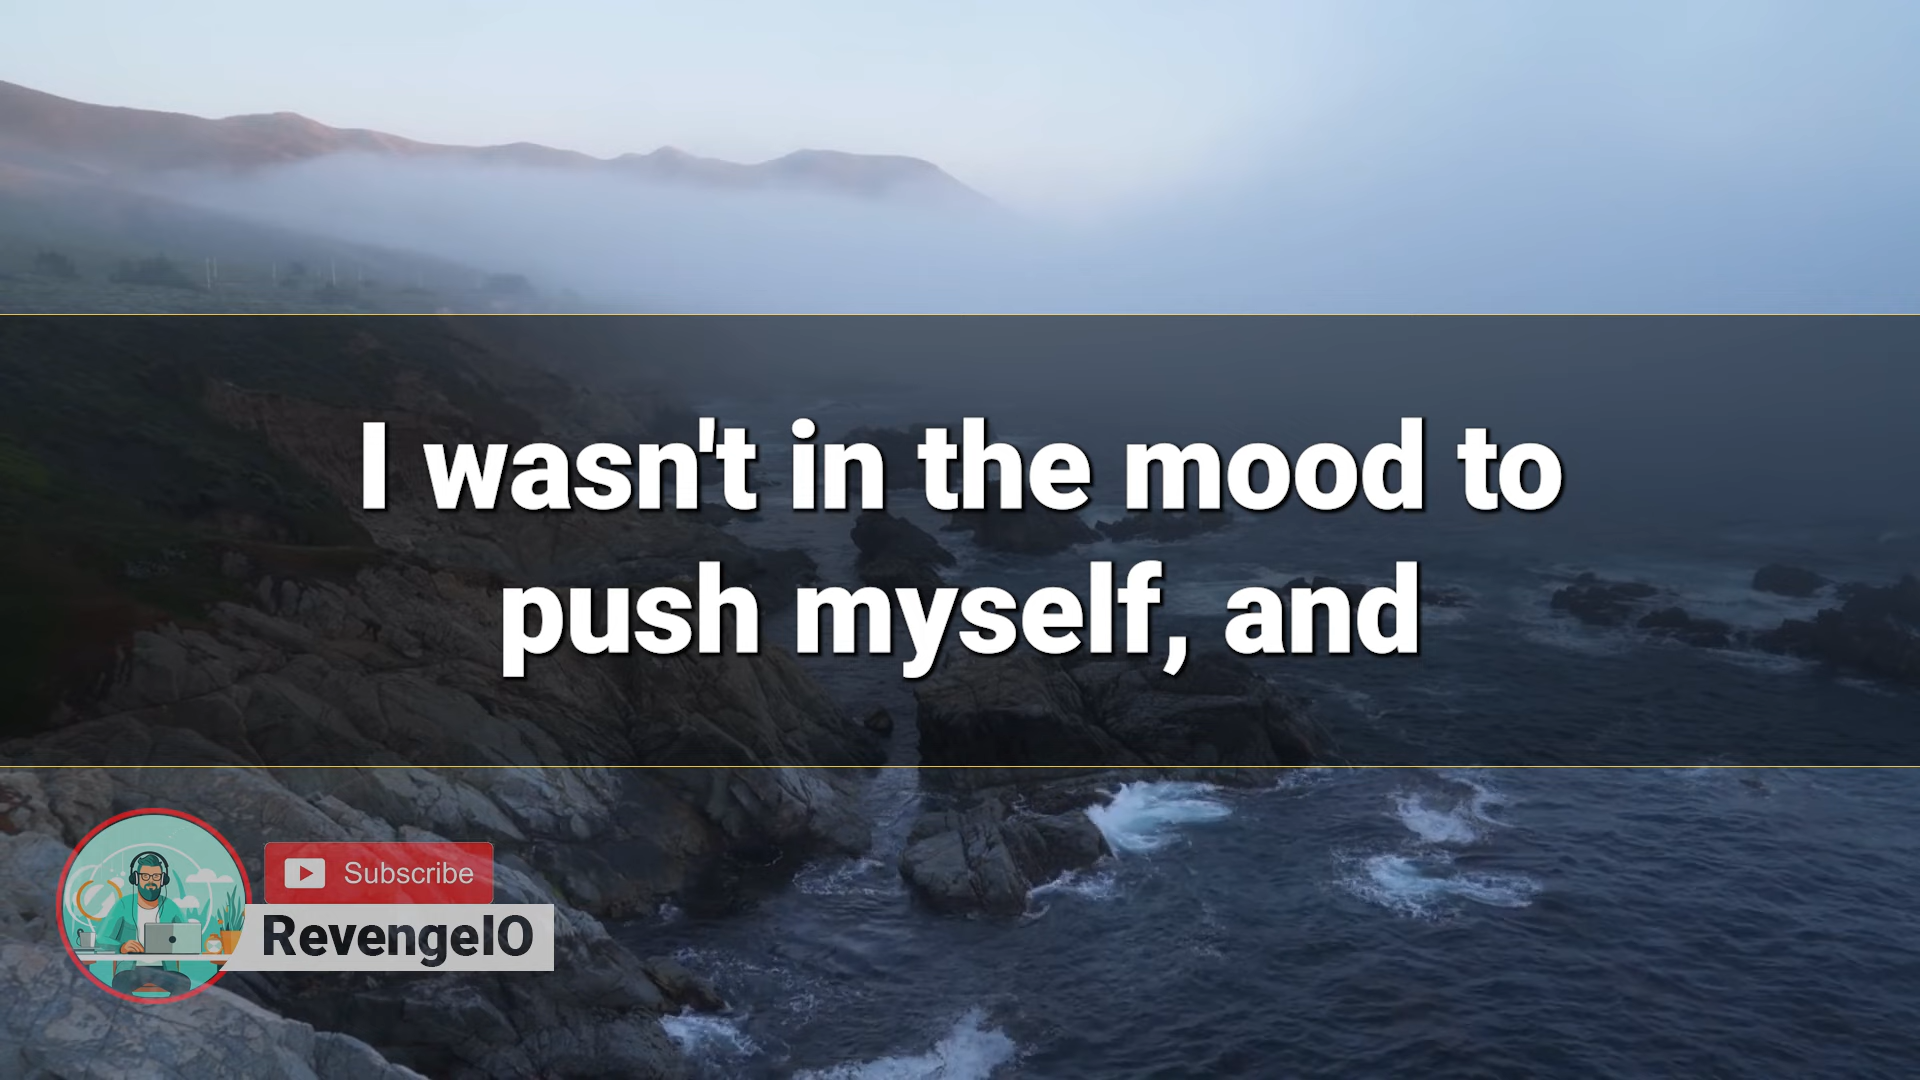 I wasn't in the mood to
push myself, and
Subscribe
RevengeIO